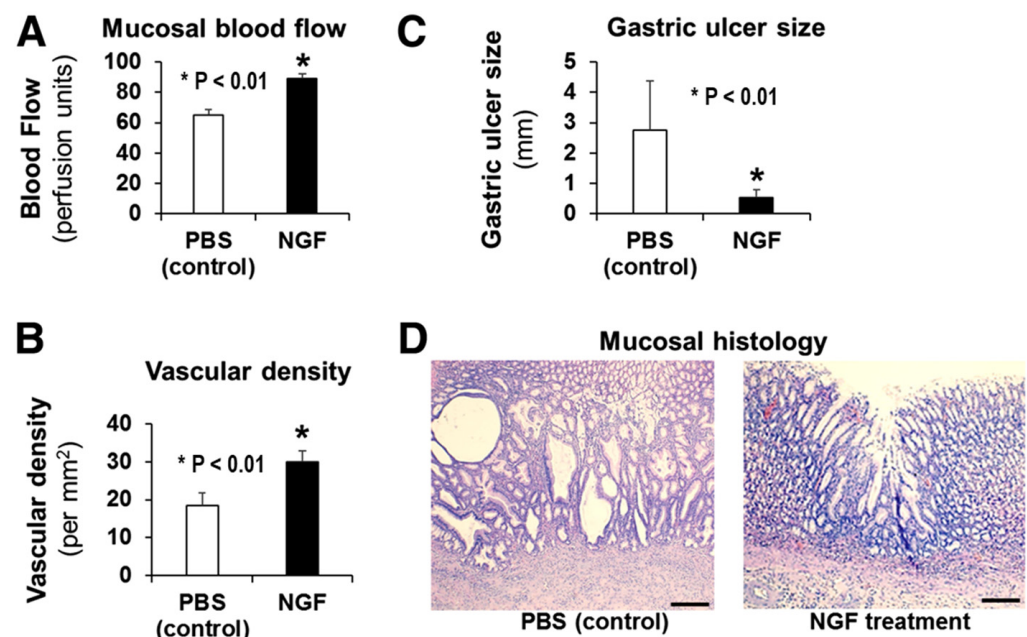 A
Mucosal blood flow
Blood Flow
(perfusion units)
100
80
60
40
20
0
* P < 0.01
*
PBS
(control)
NGF
B
Vascular density
Vascular density
(per mm²)
40
30
20
10
0
* P < 0.01
*
PBS
(control)
NGF
C
Gastric ulcer size
Gastric ulcer size
(mm)
5
4
3
2
1
0
* P < 0.01
*
PBS
(control)
NGF
D
Mucosal histology
PBS (control)
NGF treatment